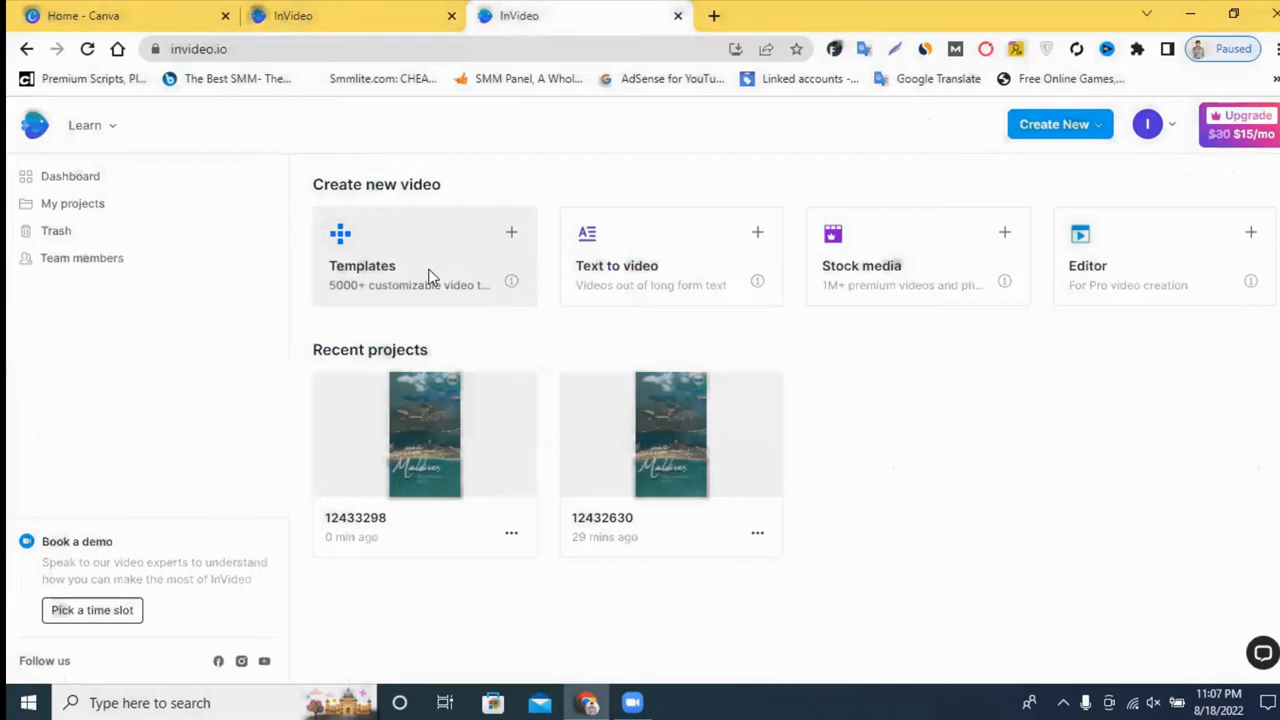 Home - Canva
InVideo
InVideo
invideo.io
Paused
Premium Scripts, Pl...
The Best SMM- The...
Smmlite.com: CHEA...
SMM Panel, A Whol...
AdSense for YouTu...
Linked accounts -...
Google Translate
Free Online Games,...
Learn
Create New
I
Upgrade
$30 $15/mo
Dashboard
My projects
Trash
Team members
Create new video
Templates
5000+ customizable video t...
Text to video
Videos out of long form text
Stock media
1M+ premium videos and ph...
Editor
For Pro video creation
Recent projects
Maldives
Maldives
12433298
0 min ago
12432630
29 mins ago
Book a demo
Speak to our video experts to understand
how you can make the most of InVideo
Pick a time slot
Follow us
Type here to search
11:07 PM
8/18/2022